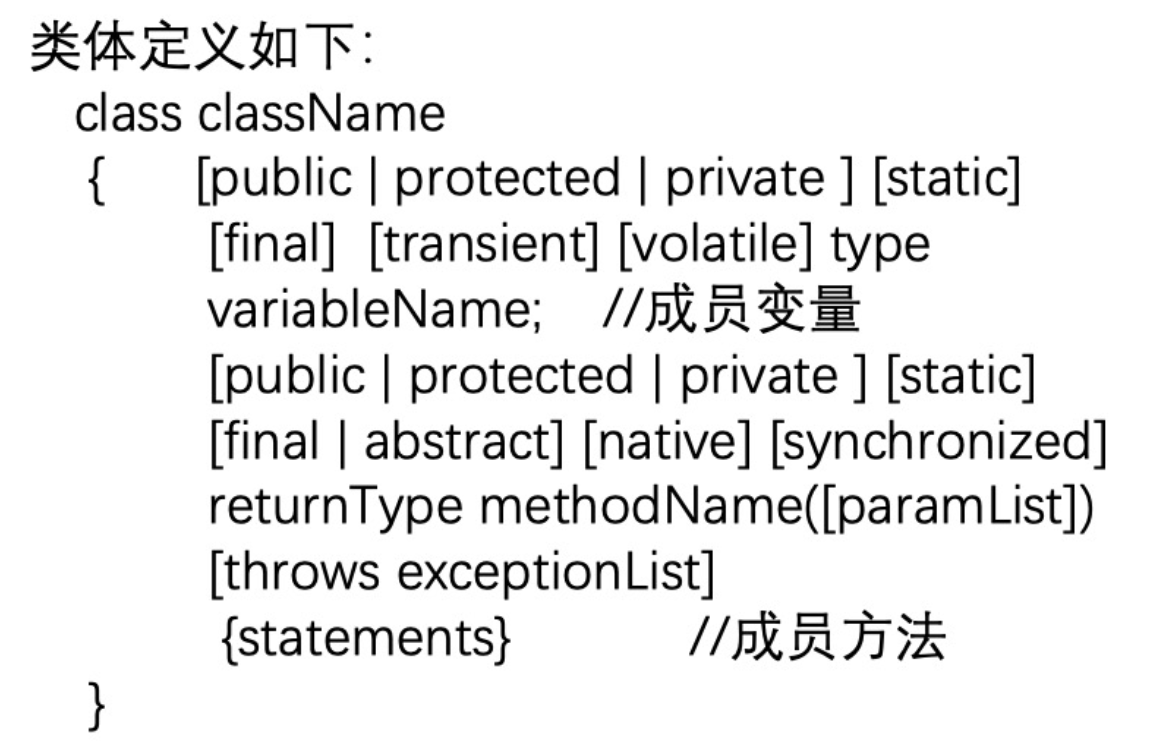 类体定义如下：
class className
{ [public | protected | private ] [static]
[final] [transient] [volatile] type
variableName; //成员变量
[public | protected | private ] [static]
[final | abstract] [native] [synchronized]
returnType methodName([paramList])
[throws exceptionList]
{statements} //成员方法
}